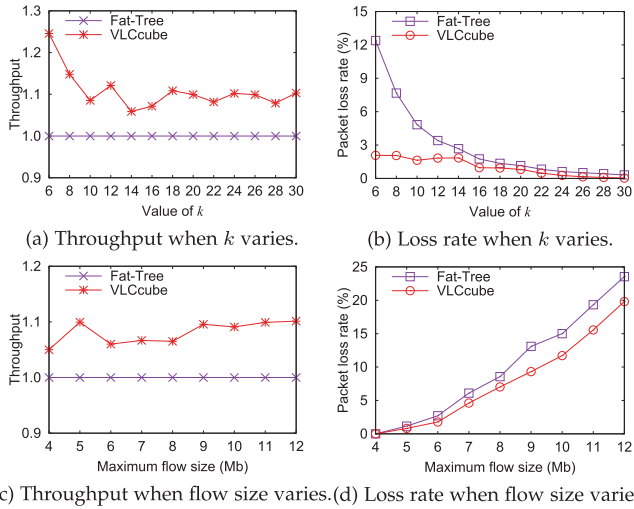 Fat-Tree
VLCcube
Throughput
1.3
1.2
1.1
1.0
0.9
6 8 10 12 14 16 18 20 22 24 26 28 30
Value of k
(a) Throughput when k varies.
Fat-Tree
VLCcube
Packet loss rate (%)
15
12
9
6
3
0
6 8 10 12 14 16 18 20 22 24 26 28 30
Value of k
(b) Loss rate when k varies.
Fat-Tree
VLCcube
Throughput
1.2
1.1
1.0
0.9
4 5 6 7 8 9 10 11 12
Maximum flow size (Mb)
c) Throughput when flow size varies.
Fat-Tree
VLCcube
Packet loss rate (%)
25
20
15
10
5
0
4 5 6 7 8 9 10 11 12
Maximum flow size (Mb)
(d) Loss rate when flow size varie